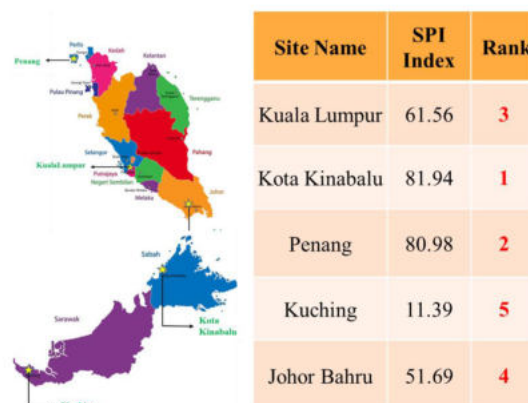 Perlis
Kedah
Penang
Kelantan
Pulau Pinang
Terengganu
Perak
Pahang
Selangor
Kuala Lumpur
Putrajaya
Negeri Sembilan
Johor
Melaka
Sabah
Kota
Kinabalu
Sarawak
Site Name SPI Index Rank
Kuala Lumpur 61.56 3
Kota Kinabalu 81.94 1
Penang 80.98 2
Kuching 11.39 5
Johor Bahru 51.69 4